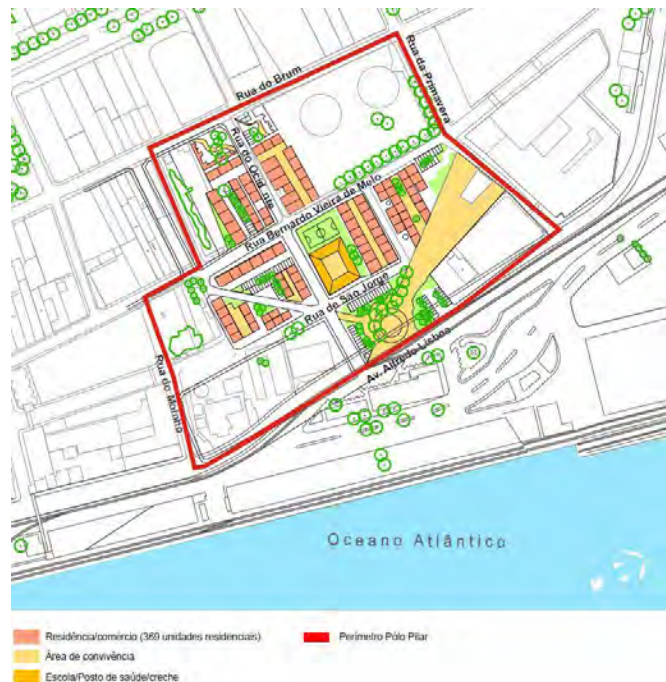 Rua do Brum
Rua da Primavera
Rua do Ocidente
Rua Bernardo Vieira de Melo
Rua de São Jorge
Av. Alfredo Lisboa
Rua do Moinho
Oceano Atlântico
Residência/comércio (369 unidades residenciais)
Perímetro Pólo Pilar
Área de convivência
Escola/Posto de saúde/creche